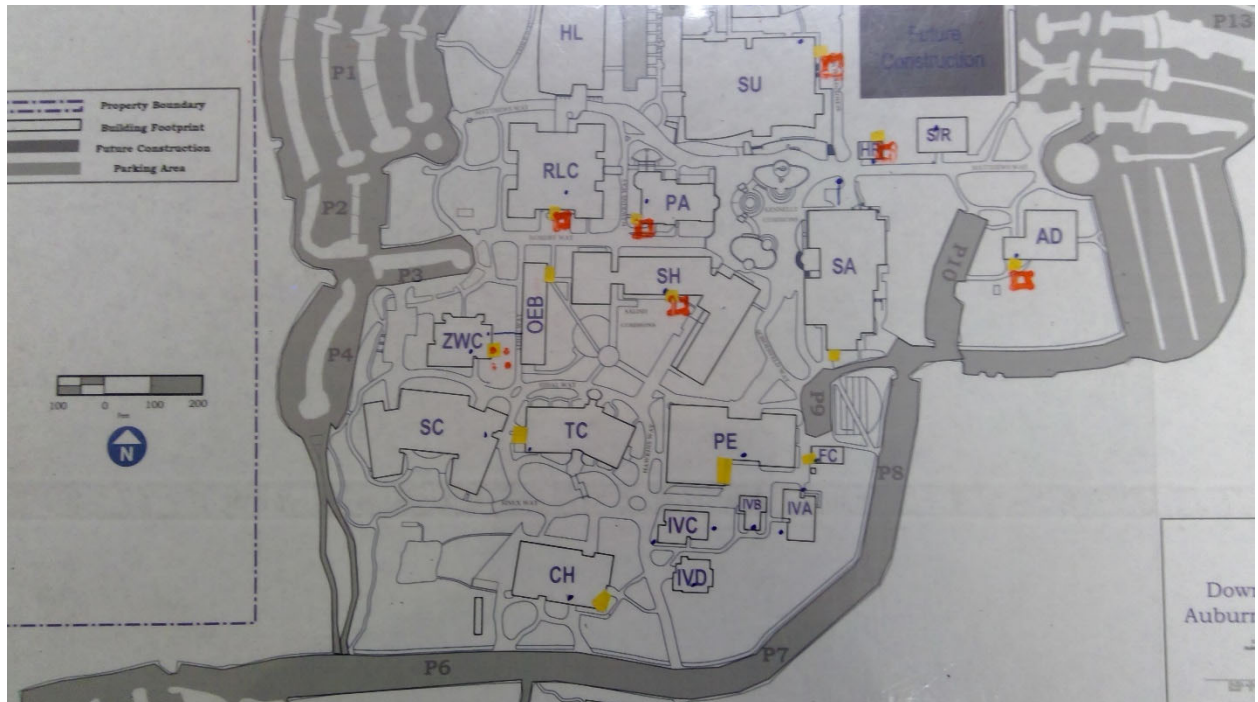 HL
P13
Future
Construction
SU
P1
Property Boundary
Building Footprint
Future Construction
Parking Area
S/R
RLC
PA
P2
AD
P10
SA
P3
SH
OEB
ZWC
P4
100 0 100 200
N
SC
TC
PE
P9
FC
P8
IVB
IVA
IVC
CH
IVD
Down
Auburn
P6
P7